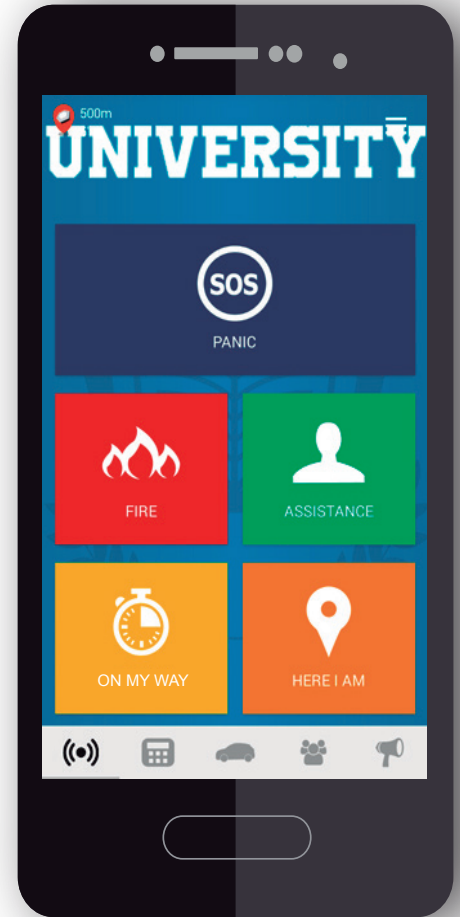 500m
UNIVERSITY
SOS
PANIC
FIRE
ASSISTANCE
ON MY WAY
HERE I AM